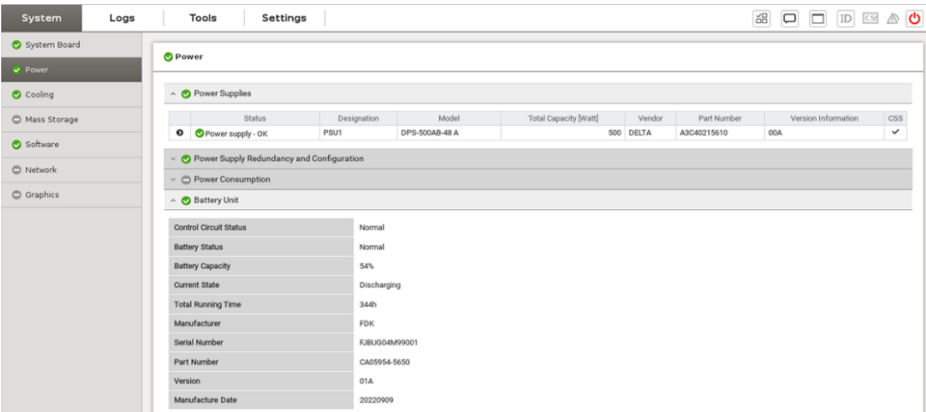 System Logs Tools Settings ID CSS
System Board
Power
Cooling
Mass Storage
Software
Network
Graphics
Power
Power Supplies
Status Designation Model Total Capacity [Watt] Vendor Part Number Version Information CSS
Power supply - OK PSU1 DPS-500AB-48 A 500 DELTA A3C40215610 00A
Power Supply Redundancy and Configuration
Power Consumption
Battery Unit
Control Circuit Status Normal
Battery Status Normal
Battery Capacity 54%
Current State Discharging
Total Running Time 344h
Manufacturer FDK
Serial Number FJBUG04M99001
Part Number CA05954-5650
Version 01A
Manufacture Date 20220909